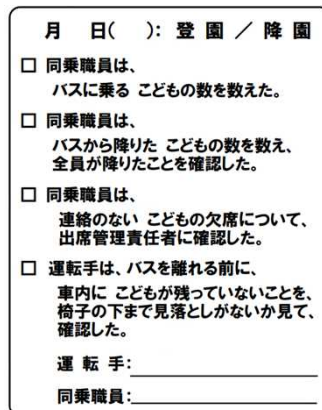 月 日( ): 登 園 / 降 園
□ 同乗職員は、
バスに乗る こどもの数を数えた。
□ 同乗職員は、
バスから降りた こどもの数を数え、
全員が降りたことを確認した。
□ 同乗職員は、
連絡のない こどもの欠席について、
出席管理責任者に確認した。
□ 運転手は、バスを離れる前に、
車内に こどもが残っていないことを、
椅子の下まで見落としがないか見て、
確認した。
運 転 手:
同乗職員: